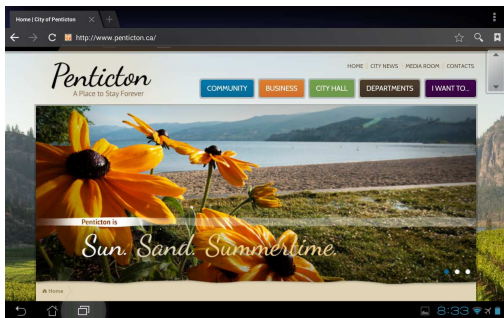 Home | City of Penticton
http://www.penticton.ca/
HOME CITY NEWS MEDIA ROOM CONTACTS
Penticton
A Place to Stay Forever
COMMUNITY BUSINESS CITY HALL DEPARTMENTS I WANT TO...
Penticton is
Sun. Sand. Summertime.
Home
8:33